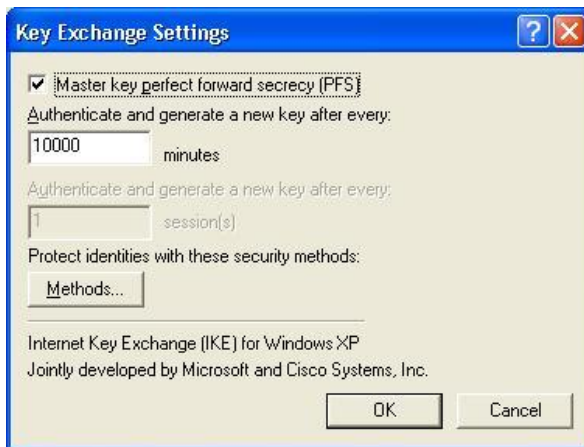 Key Exchange Settings
Master key perfect forward secrecy (PFS)
Authenticate and generate a new key after every:
10000 minutes
Authenticate and generate a new key after every:
1 session(s)
Protect identities with these security methods:
Methods...
Internet Key Exchange (IKE) for Windows XP
Jointly developed by Microsoft and Cisco Systems, Inc.
OK Cancel